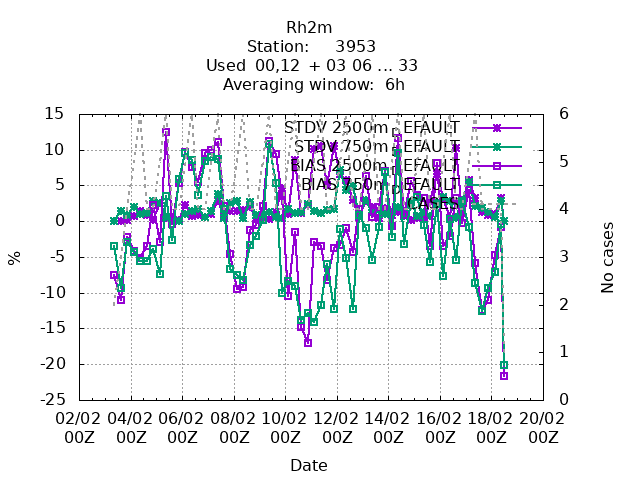 Rh2m
Station: 3953
Used 00,12 + 03 06 ... 33
Averaging window: 6h
15
10
5
0
-5
-10
-15
-20
-25
%
6
5
4
3
2
1
0
No cases
STDV 2500m
STDV 750m
BIAS 2500m
BIAS 750m
CASES
02/02 04/02 06/02 08/02 10/02 12/02 14/02 16/02 18/02 20/02
00Z 00Z 00Z 00Z 00Z 00Z 00Z 00Z 00Z 00Z
Date